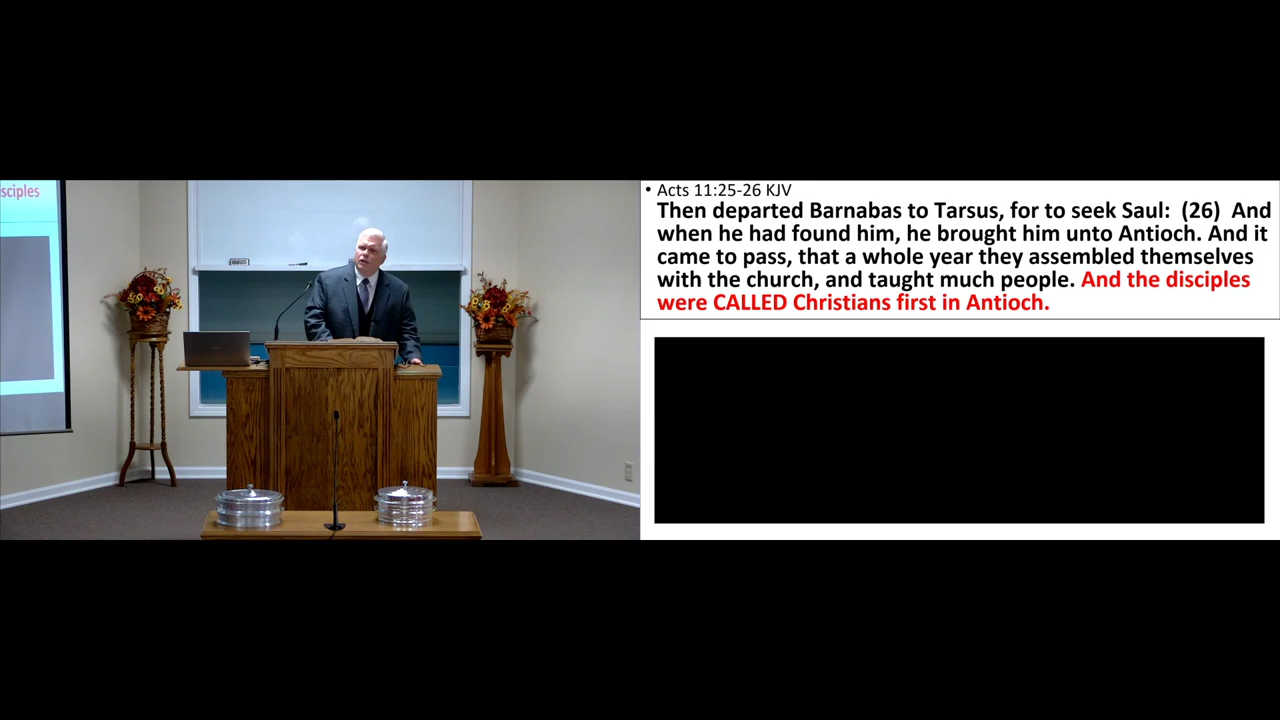 sciples
• Acts 11:25-26 KJV
Then departed Barnabas to Tarsus, for to seek Saul: (26) And
when he had found him, he brought him unto Antioch. And it
came to pass, that a whole year they assembled themselves
with the church, and taught much people. And the disciples
were CALLED Christians first in Antioch.